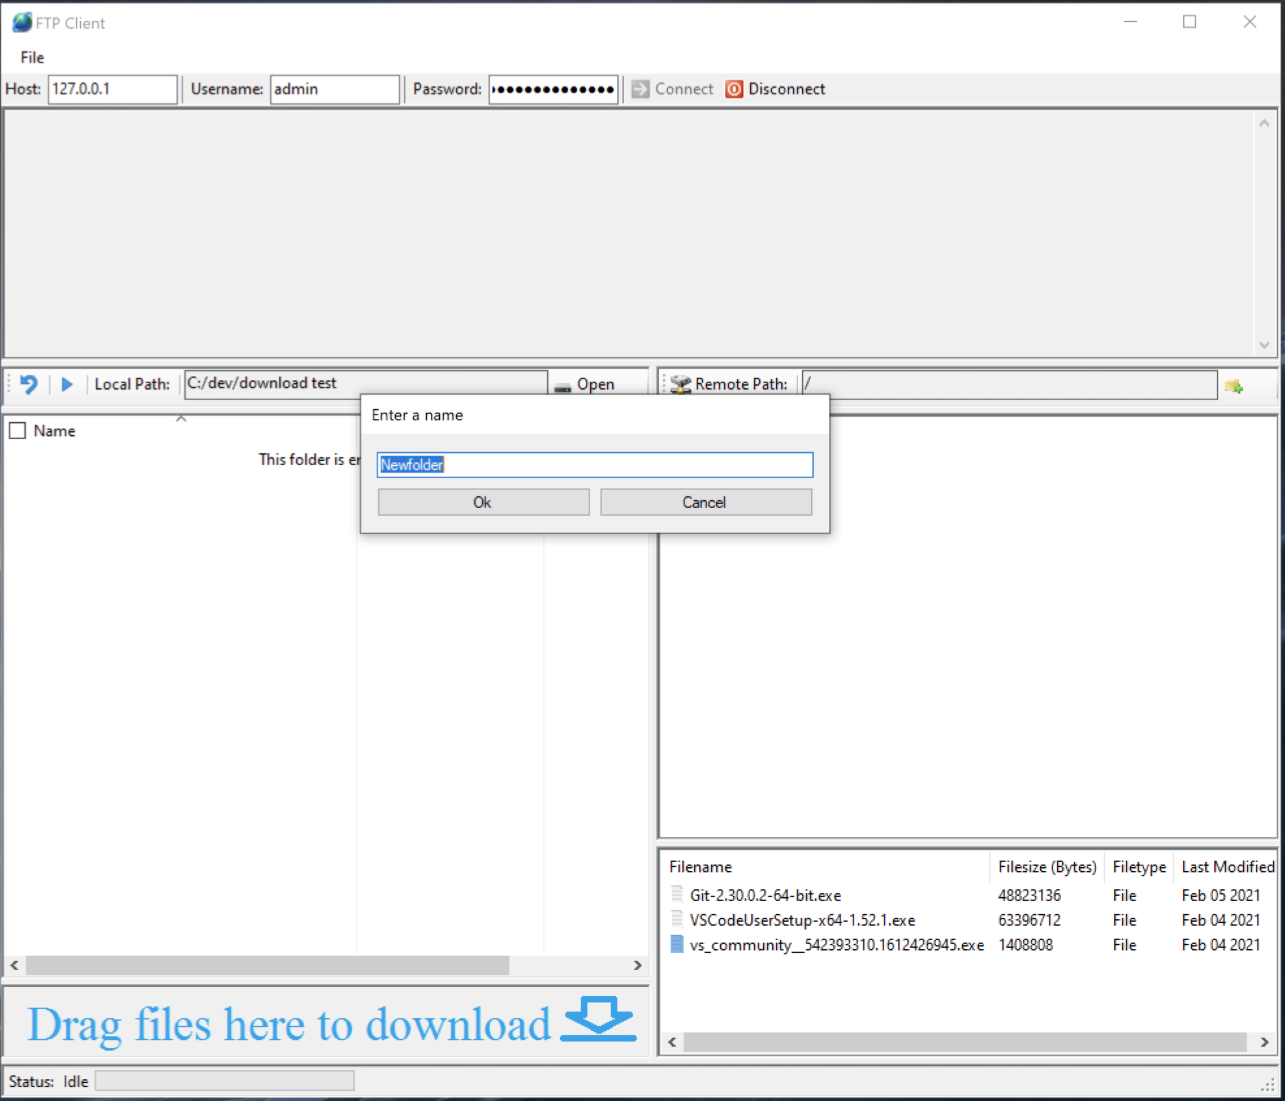 FTP Client
File
Host: 127.0.0.1 Username: admin Password: ●●●●●●●●●●●●●● Connect Disconnect
Local Path: C:/dev/download test Open Remote Path: /
Enter a name
Name
This folder is er
Newfolder
Ok Cancel
Filename Filesize (Bytes) Filetype Last Modified
Git-2.30.0.2-64-bit.exe 48823136 File Feb 05 2021
VSCodeUserSetup-x64-1.52.1.exe 63396712 File Feb 04 2021
vs_community__542393310.1612426945.exe 1408808 File Feb 04 2021
Drag files here to download
Status: Idle